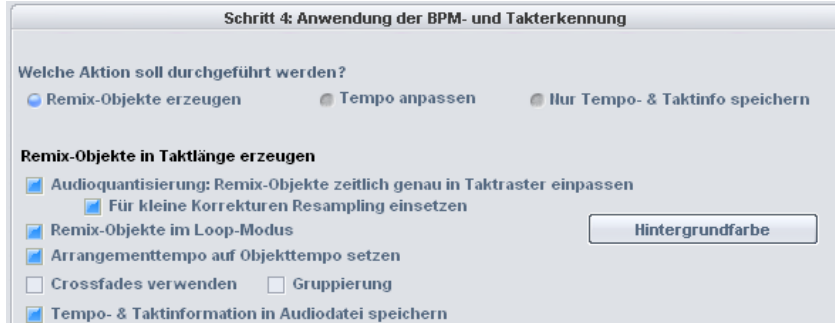 Schritt 4: Anwendung der BPM- und Takterkennung
Welche Aktion soll durchgeführt werden?
Remix-Objekte erzeugen Tempo anpassen Nur Tempo- & Taktinfo speichern
Remix-Objekte in Taktlänge erzeugen
Audioquantisierung: Remix-Objekte zeitlich genau in Taktraster einpassen
Für kleine Korrekturen Resampling einsetzen
Remix-Objekte im Loop-Modus Hintergrundfarbe
Arrangementtempo auf Objekttempo setzen
Crossfades verwenden Gruppierung
Tempo- & Taktinformation in Audiodatei speichern